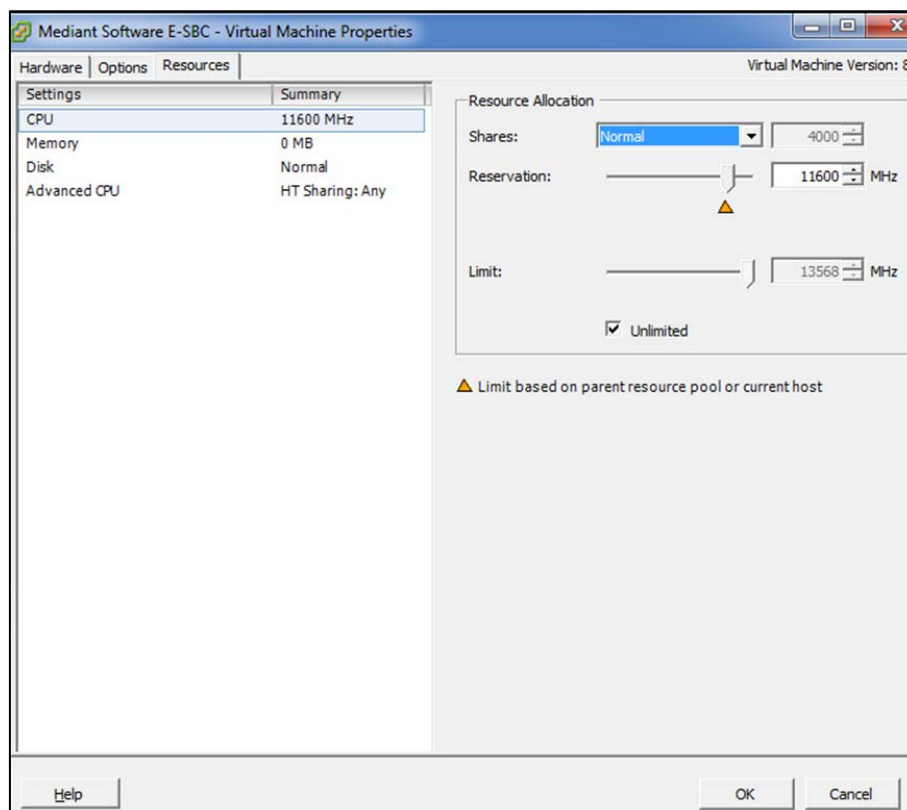 Mediant Software E-SBC - Virtual Machine Properties
Hardware Options Resources Virtual Machine Version: 8
Settings Summary
CPU 11600 MHz
Memory 0 MB
Disk Normal
Advanced CPU HT Sharing: Any
Resource Allocation
Shares: Normal 4000
Reservation: 11600 MHz
Limit: 13568 MHz
Unlimited
Limit based on parent resource pool or current host
Help OK Cancel